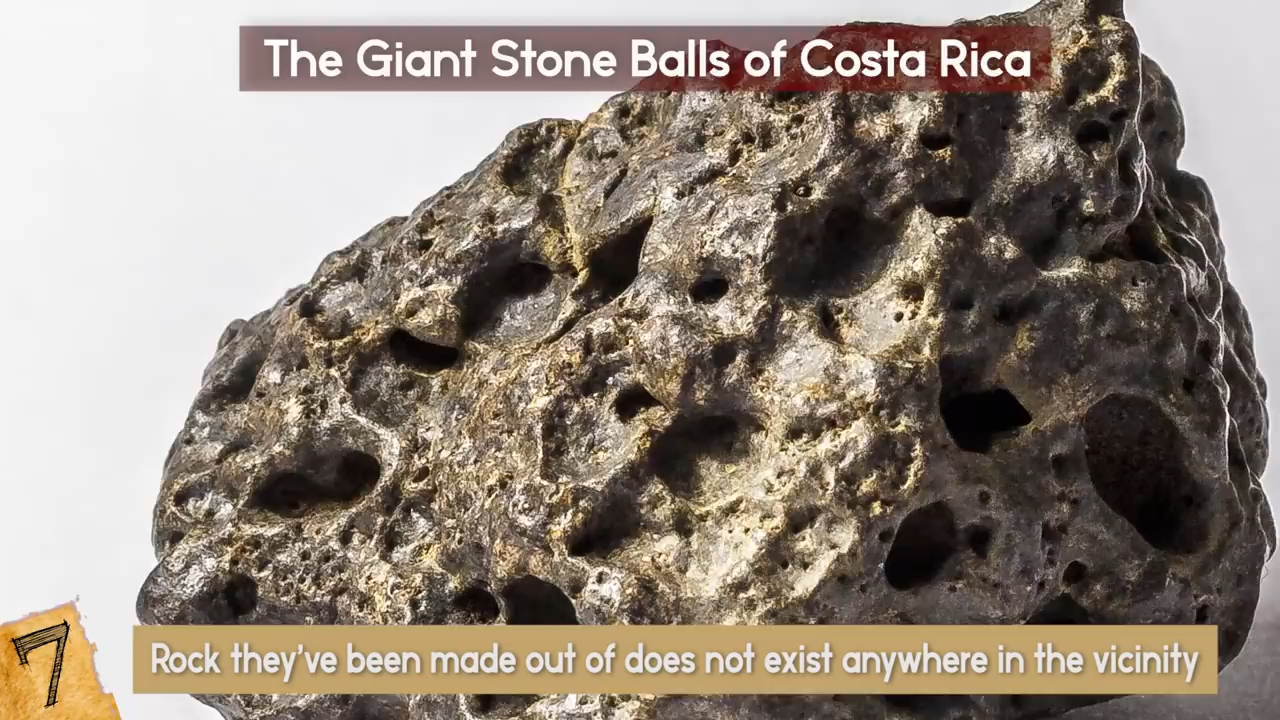 The Giant Stone Balls of Costa Rica
7
Rock they've been made out of does not exist anywhere in the vicinity